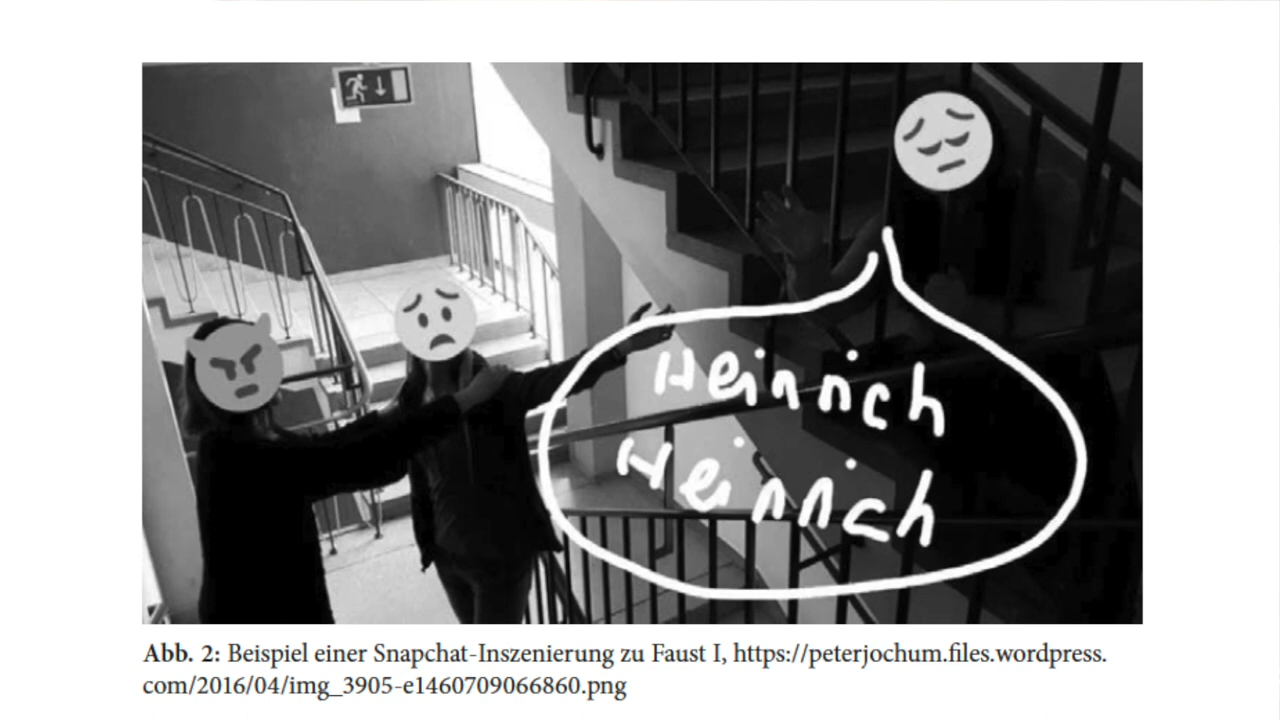 Heinrich
Heinrich
Abb. 2: Beispiel einer Snapchat-Inszenierung zu Faust I, https://peterjochum.files.wordpress.
com/2016/04/img_3905-e1460709066860.png